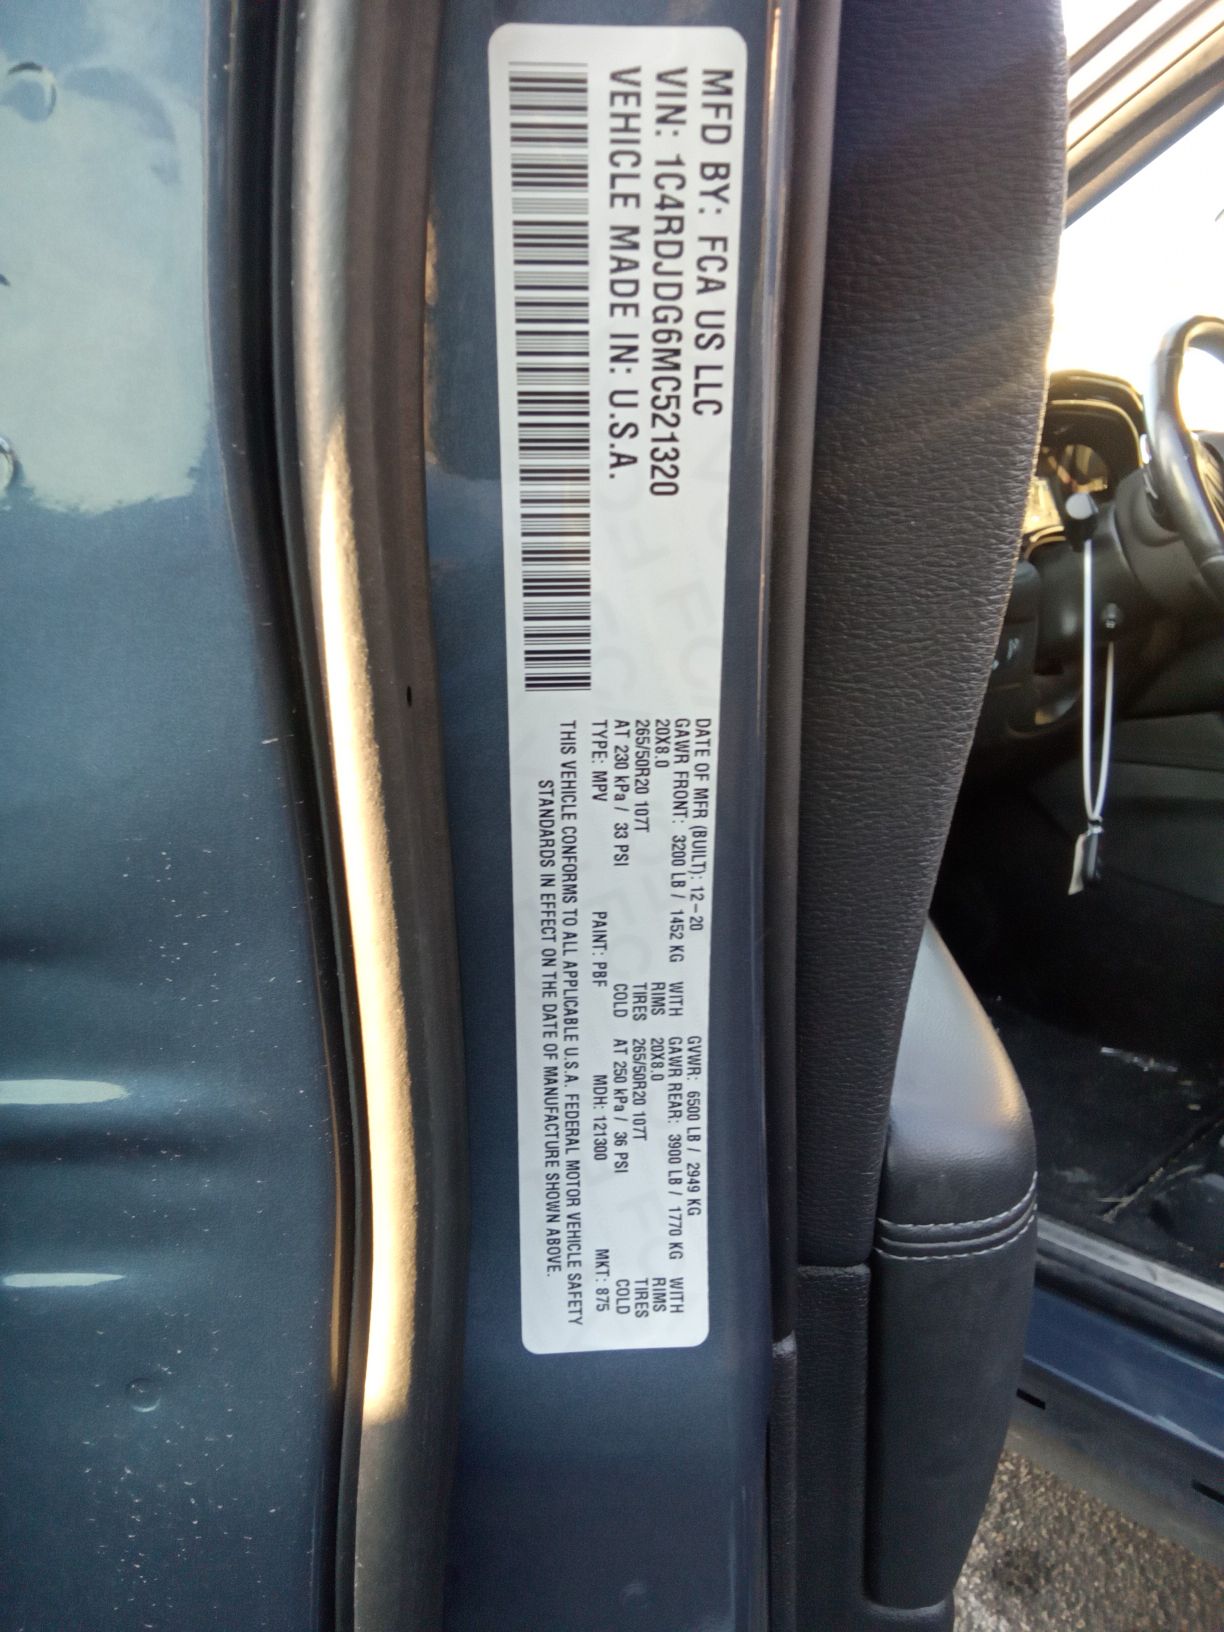 MFD BY: FCA US LLC
VIN: 1C4RDJDG6MC521320
VEHICLE MADE IN: U.S.A.
DATE OF MFR (BUILT): 12-20 GVWR: 6500 LB / 2949 KG
GAWR FRONT: 3200 LB / 1452 KG WITH GAWR REAR: 3900 LB / 1770 KG WITH
20X8.0 RIMS 20X8.0 RIMS
265/50R20 107T TIRES 265/50R20 107T TIRES
AT 230 kPa / 33 PSI COLD AT 250 kPa / 36 PSI COLD
TYPE: MPV PAINT: PBF MDH: 121300 MKT: 875
THIS VEHICLE CONFORMS TO ALL APPLICABLE U.S.A. FEDERAL MOTOR VEHICLE SAFETY
STANDARDS IN EFFECT ON THE DATE OF MANUFACTURE SHOWN ABOVE.